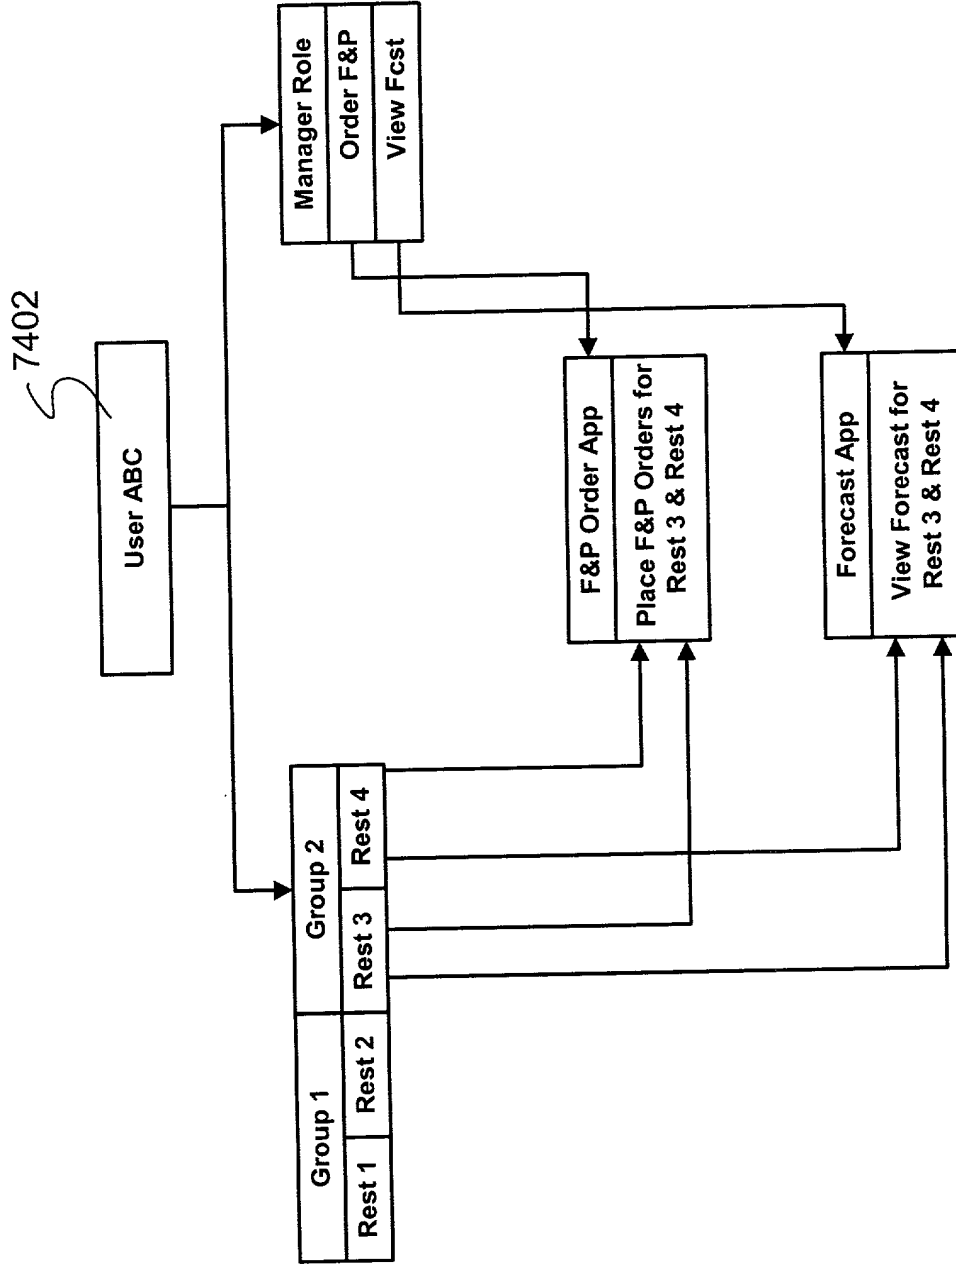 7402
User ABC
Group 1
Group 2
Rest 1
Rest 2
Rest 3
Rest 4
Manager Role
Order F&P
View Fcst
F&P Order App
Place F&P Orders for
Rest 3 & Rest 4
Forecast App
View Forecast for
Rest 3 & Rest 4